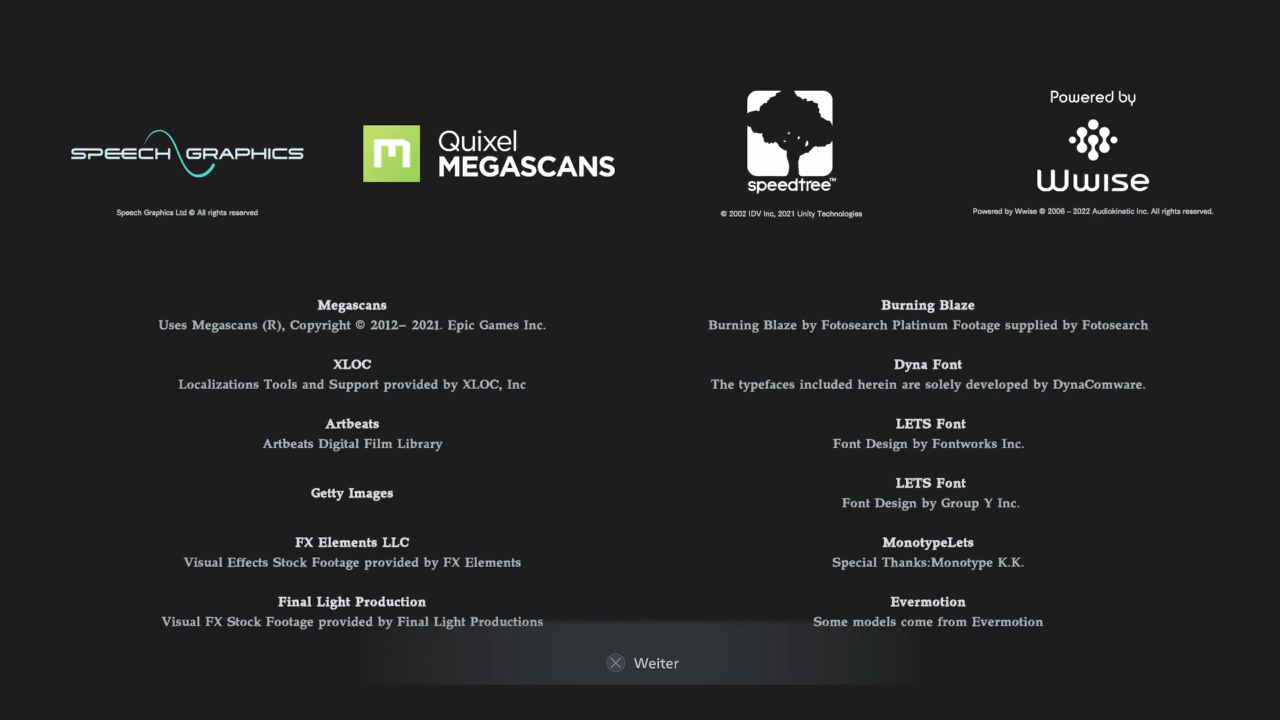 SPEECH GRAPHICS
Speech Graphics Ltd © All rights reserved
m
Quixel
MEGASCANS
speedtree™
© 2002 IDV Inc, 2021 Unity Technologies
Powered by
Wwise
Powered by Wwise © 2006 – 2022 Audiokinetic Inc. All rights reserved.
Megascans
Uses Megascans (R), Copyright © 2012– 2021. Epic Games Inc.
XLOC
Localizations Tools and Support provided by XLOC, Inc
Artbeats
Artbeats Digital Film Library
Getty Images
FX Elements LLC
Visual Effects Stock Footage provided by FX Elements
Final Light Production
Visual FX Stock Footage provided by Final Light Productions
Burning Blaze
Burning Blaze by Fotosearch Platinum Footage supplied by Fotosearch
Dyna Font
The typefaces included herein are solely developed by DynaComware.
LETS Font
Font Design by Fontworks Inc.
LETS Font
Font Design by Group Y Inc.
MonotypeLets
Special Thanks:Monotype K.K.
Evermotion
Some models come from Evermotion
Weiter